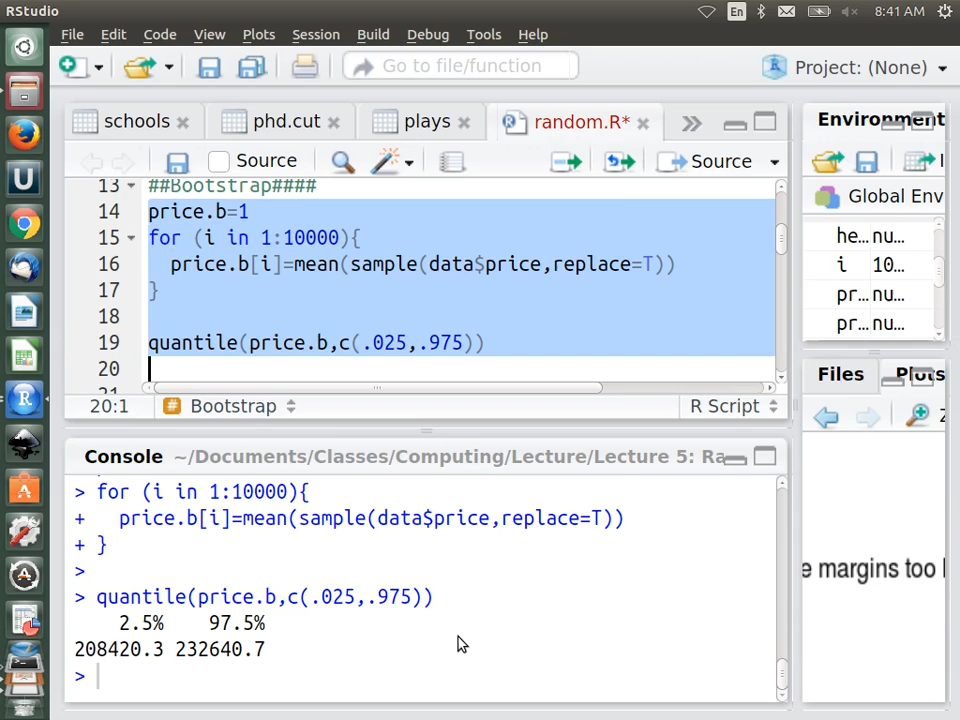 RStudio
En
8:41 AM
File Edit Code View Plots Session Build Debug Tools Help
Go to file/function
Project: (None)
schools
phd.cut
plays
random.R*
Environment
Source
Source
Global Env
13 ##Bootstrap####
14 price.b=1
15 for (i in 1:10000){
16 price.b[i]=mean(sample(data$price,replace=T))
17 }
18
19 quantile(price.b,c(.025,.975))
20
21
20:1
Bootstrap
R Script
he… nu…
i 10…
pr… nu…
pr… nu…
Files
Plots
Console ~/Documents/Classes/Computing/Lecture/Lecture 5: Ra
> for (i in 1:10000){
+ price.b[i]=mean(sample(data$price,replace=T))
+ }
>
> quantile(price.b,c(.025,.975))
2.5% 97.5%
208420.3 232640.7
>
e margins too